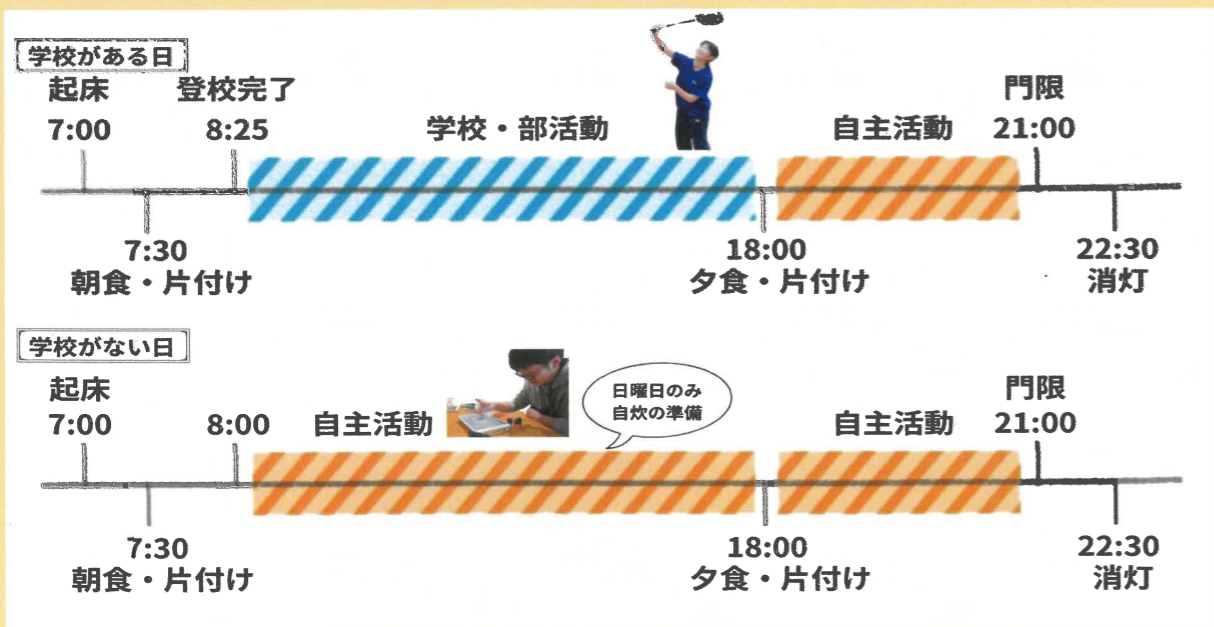 学校がある日
起床 登校完了 門限
7:00 8:25 学校・部活動 自主活動 21:00
7:30 18:00 22:30
朝食・片付け 夕食・片付け 消灯
学校がない日
起床 日曜日のみ 門限
自炊の準備
7:00 8:00 自主活動 自主活動 21:00
7:30 18:00 22:30
朝食・片付け 夕食・片付け 消灯